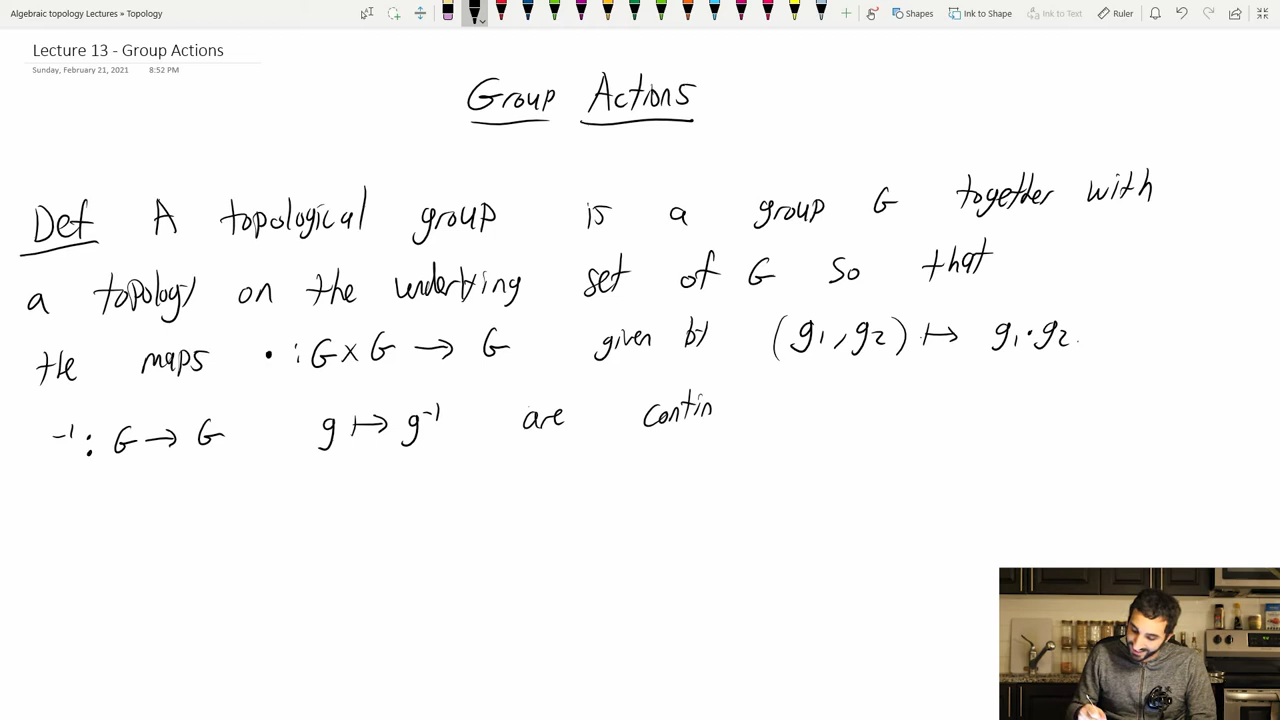 Algebraic topology Lectures » Topology
Shapes Ink to Shape Ink to Text Ruler
Lecture 13 - Group Actions
Sunday, February 21, 2021 8:52 PM
Group Actions
Def A topological group is a group G together with
a topology on the underlying set of G so that
the maps • : G × G → G given by (g₁, g₂) ↦ g₁·g₂.
⁻¹ : G → G g ↦ g⁻¹ are contin